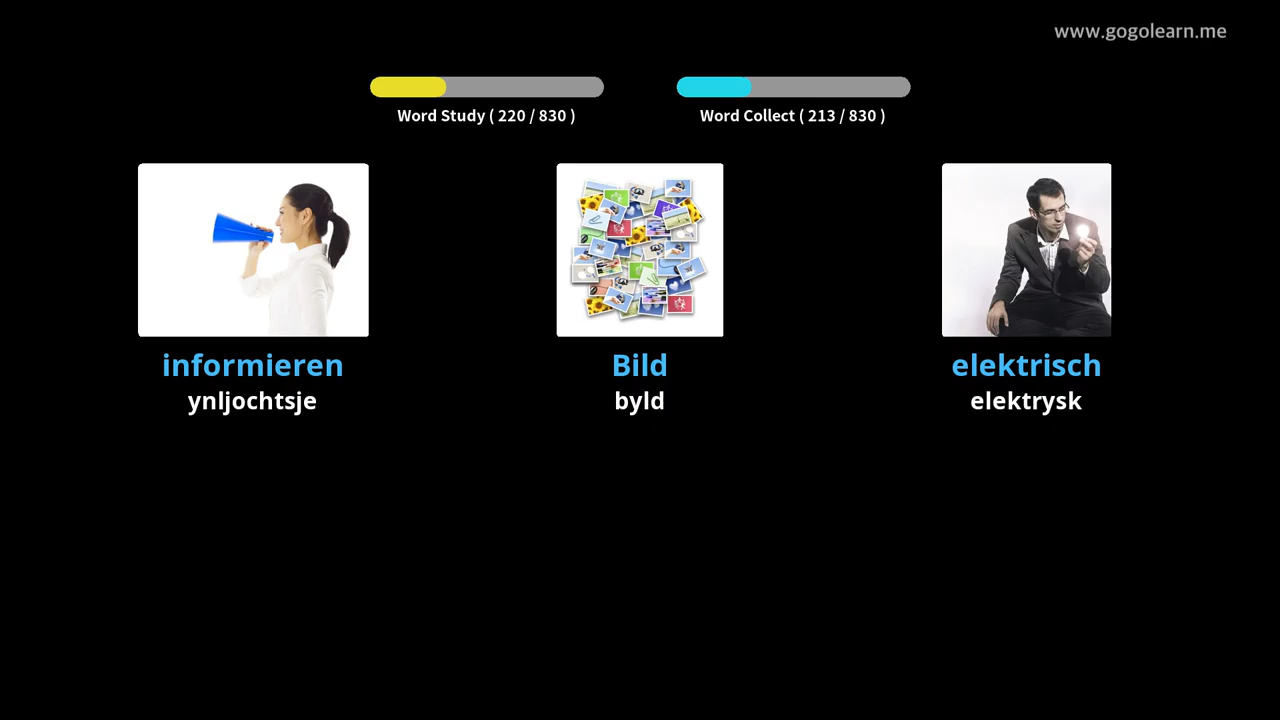 www.gogolearn.me
Word Study ( 220 / 830 )
Word Collect ( 213 / 830 )
informieren
ynljochtsje
Bild
byld
elektrisch
elektrysk